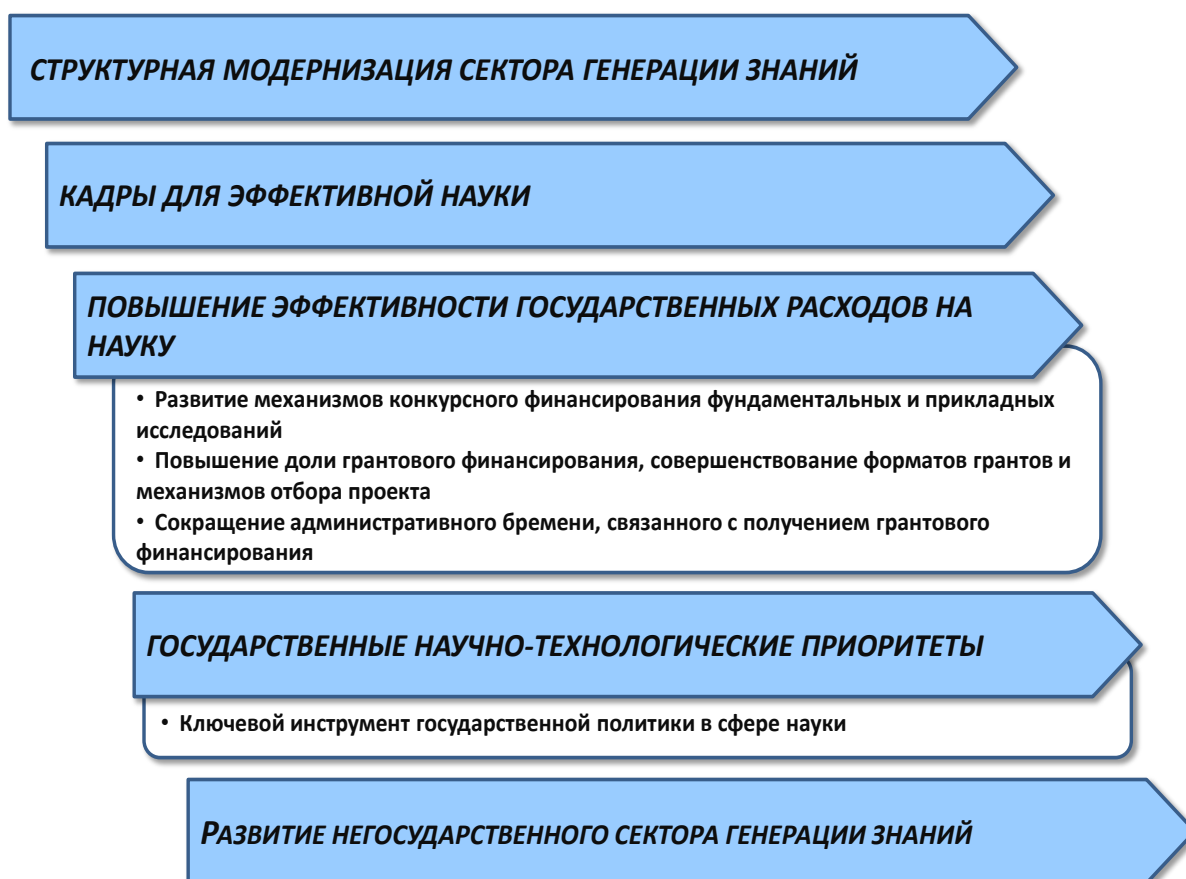 СТРУКТУРНАЯ МОДЕРНИЗАЦИЯ СЕКТОРА ГЕНЕРАЦИИ ЗНАНИЙ
КАДРЫ ДЛЯ ЭФФЕКТИВНОЙ НАУКИ
ПОВЫШЕНИЕ ЭФФЕКТИВНОСТИ ГОСУДАРСТВЕННЫХ РАСХОДОВ НА
НАУКУ
• Развитие механизмов конкурсного финансирования фундаментальных и прикладных
исследований
• Повышение доли грантового финансирования, совершенствование форматов грантов и
механизмов отбора проекта
• Сокращение административного бремени, связанного с получением грантового
финансирования
ГОСУДАРСТВЕННЫЕ НАУЧНО-ТЕХНОЛОГИЧЕСКИЕ ПРИОРИТЕТЫ
• Ключевой инструмент государственной политики в сфере науки
РАЗВИТИЕ НЕГОСУДАРСТВЕННОГО СЕКТОРА ГЕНЕРАЦИИ ЗНАНИЙ